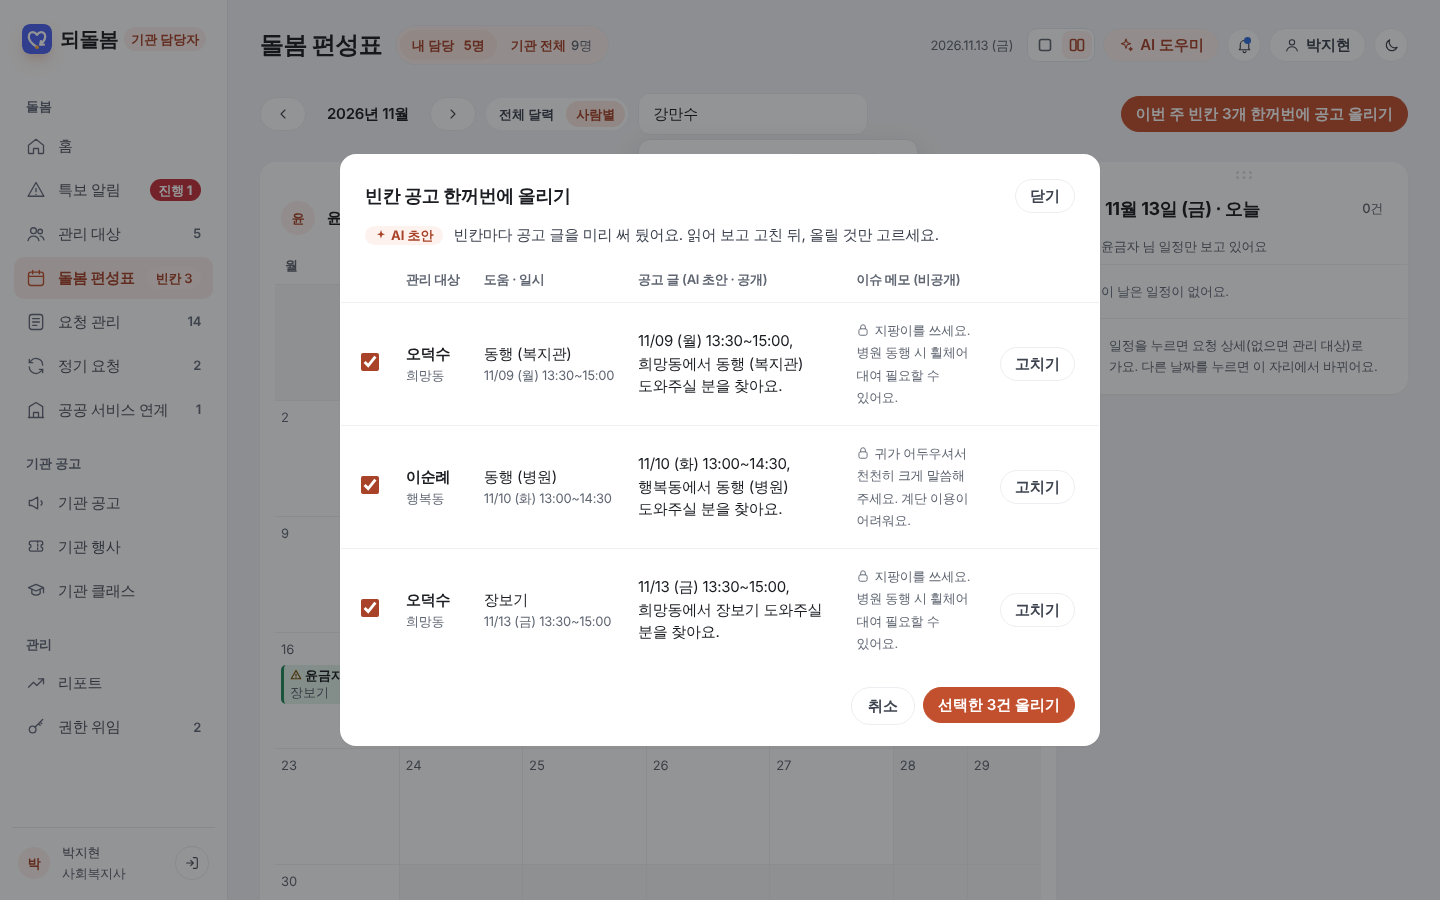 되돌봄 기관 담당자
돌봄
홈
특보 알림 진행 1
관리 대상 5
돌봄 편성표 빈칸 3
요청 관리 14
정기 요청 2
공공 서비스 연계 1
기관 공고
기관 공고
기관 행사
기관 클래스
관리
리포트
권한 위임 2
박 박지현
사회복지사
돌봄 편성표 내 담당 5명 기관 전체 9명
2026.11.13 (금) AI 도우미 박지현
2026년 11월 전체 달력 사람별 강만수 이번 주 빈칸 3개 한꺼번에 공고 올리기
윤 윤
월
2
9
16
윤금자
장보기
23 24 25 26 27 28 29
30
11월 13일 (금) · 오늘 0건
윤금자 님 일정만 보고 있어요
이 날은 일정이 없어요.
일정을 누르면 요청 상세(없으면 관리 대상)로
가요. 다른 날짜를 누르면 이 자리에서 바뀌어요.
빈칸 공고 한꺼번에 올리기 닫기
AI 초안 빈칸마다 공고 글을 미리 써 뒀어요. 읽어 보고 고친 뒤, 올릴 것만 고르세요.
관리 대상 도움 · 일시 공고 글 (AI 초안 · 공개) 이슈 메모 (비공개)
오덕수
희망동
동행 (복지관)
11/09 (월) 13:30~15:00
11/09 (월) 13:30~15:00,
희망동에서 동행 (복지관)
도와주실 분을 찾아요.
지팡이를 쓰세요.
병원 동행 시 휠체어
대여 필요할 수
있어요.
고치기
이순례
행복동
동행 (병원)
11/10 (화) 13:00~14:30
11/10 (화) 13:00~14:30,
행복동에서 동행 (병원)
도와주실 분을 찾아요.
귀가 어두우셔서
천천히 크게 말씀해
주세요. 계단 이용이
어려워요.
고치기
오덕수
희망동
장보기
11/13 (금) 13:30~15:00
11/13 (금) 13:30~15:00,
희망동에서 장보기 도와주실
분을 찾아요.
지팡이를 쓰세요.
병원 동행 시 휠체어
대여 필요할 수
있어요.
고치기
취소 선택한 3건 올리기